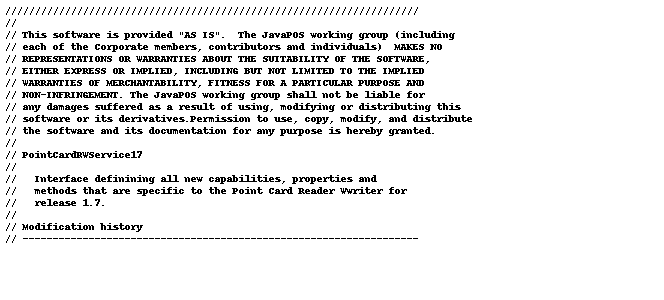 //////////////////////////////////////////////////////////////////////
//
// This software is provided "AS IS".  The JavaPOS working group (including
// each of the Corporate members, contributors and individuals)  MAKES NO
// REPRESENTATIONS OR WARRANTIES ABOUT THE SUITABILITY OF THE SOFTWARE,
// EITHER EXPRESS OR IMPLIED, INCLUDING BUT NOT LIMITED TO THE IMPLIED
// WARRANTIES OF MERCHANTABILITY, FITNESS FOR A PARTICULAR PURPOSE AND
// NON-INFRINGEMENT. The JavaPOS working group shall not be liable for
// any damages suffered as a result of using, modifying or distributing this
// software or its derivatives.Permission to use, copy, modify, and distribute
// the software and its documentation for any purpose is hereby granted.
//
// PointCardRWService17
//
//   Interface definining all new capabilities, properties and
//   methods that are specific to the Point Card Reader Wwriter for
//   release 1.7.
//
// Modification history
// ------------------------------------------------------------------